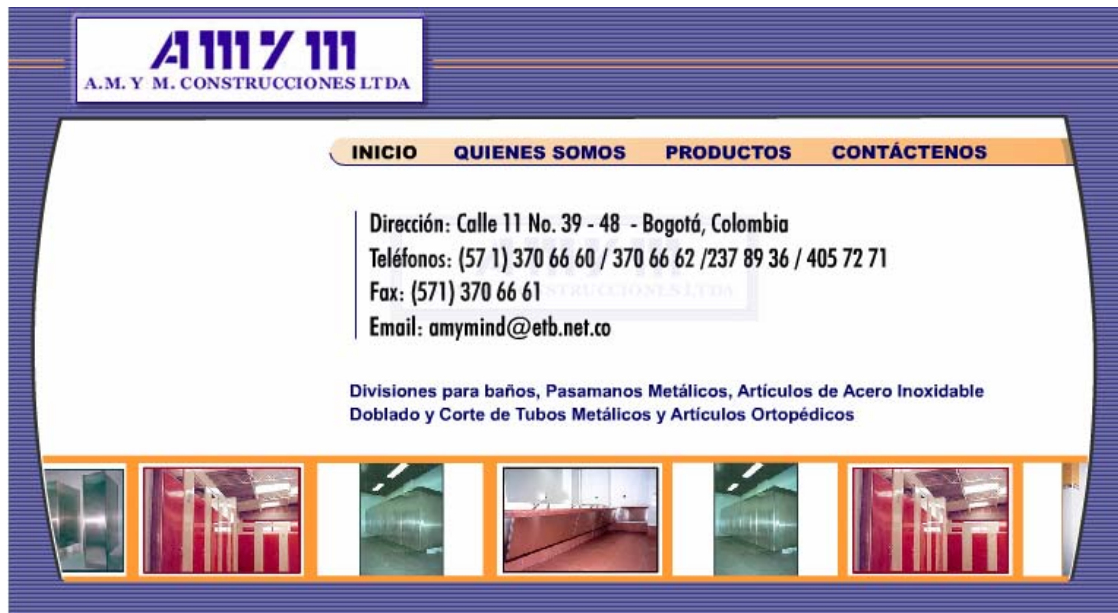 AMYM
A.M. Y M. CONSTRUCCIONES LTDA
INICIO QUIENES SOMOS PRODUCTOS CONTÁCTENOS
Dirección: Calle 11 No. 39 - 48 - Bogotá, Colombia
Teléfonos: (57 1) 370 66 60 / 370 66 62 /237 89 36 / 405 72 71
Fax: (571) 370 66 61
Email: amymind@etb.net.co
Divisiones para baños, Pasamanos Metálicos, Artículos de Acero Inoxidable
Doblado y Corte de Tubos Metálicos y Artículos Ortopédicos